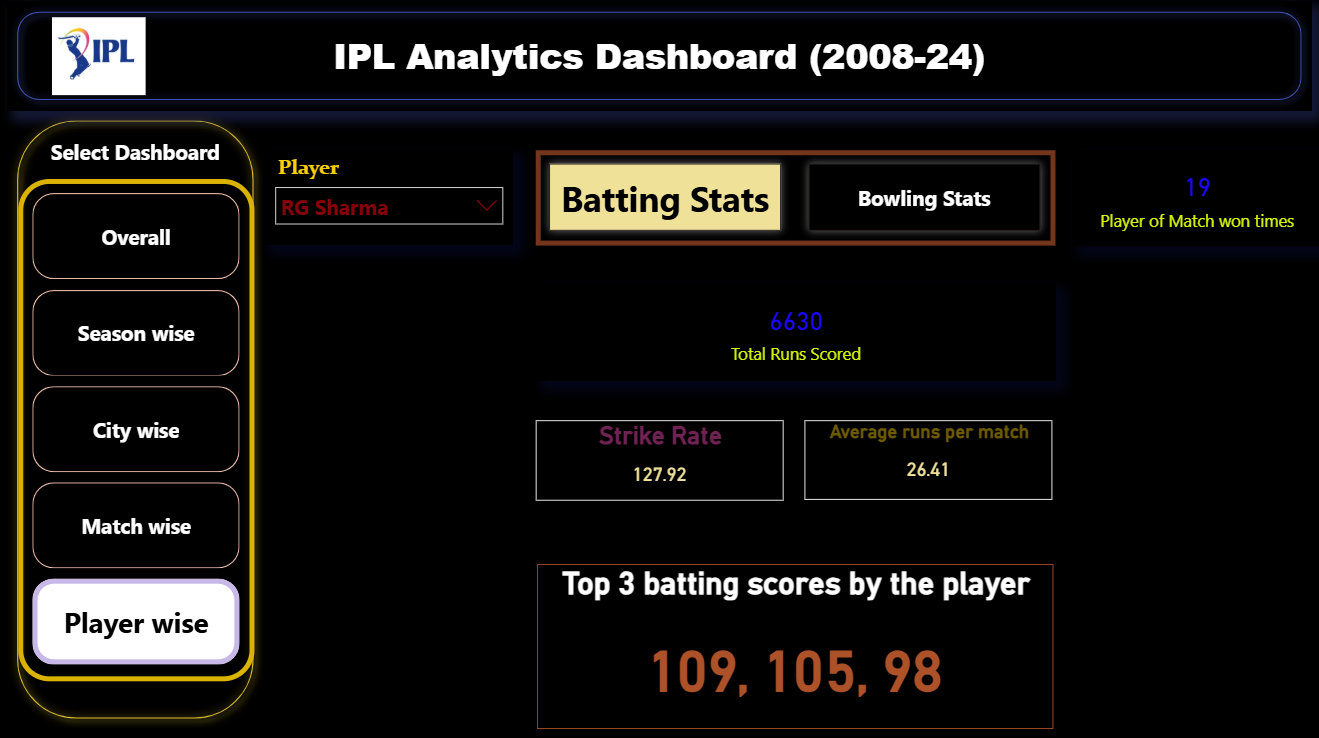 IPL
IPL Analytics Dashboard (2008-24)
Select Dashboard
Overall
Season wise
City wise
Match wise
Player wise
Player
RG Sharma
Batting Stats
Bowling Stats
19
Player of Match won times
6630
Total Runs Scored
Strike Rate
127.92
Average runs per match
26.41
Top 3 batting scores by the player
109, 105, 98